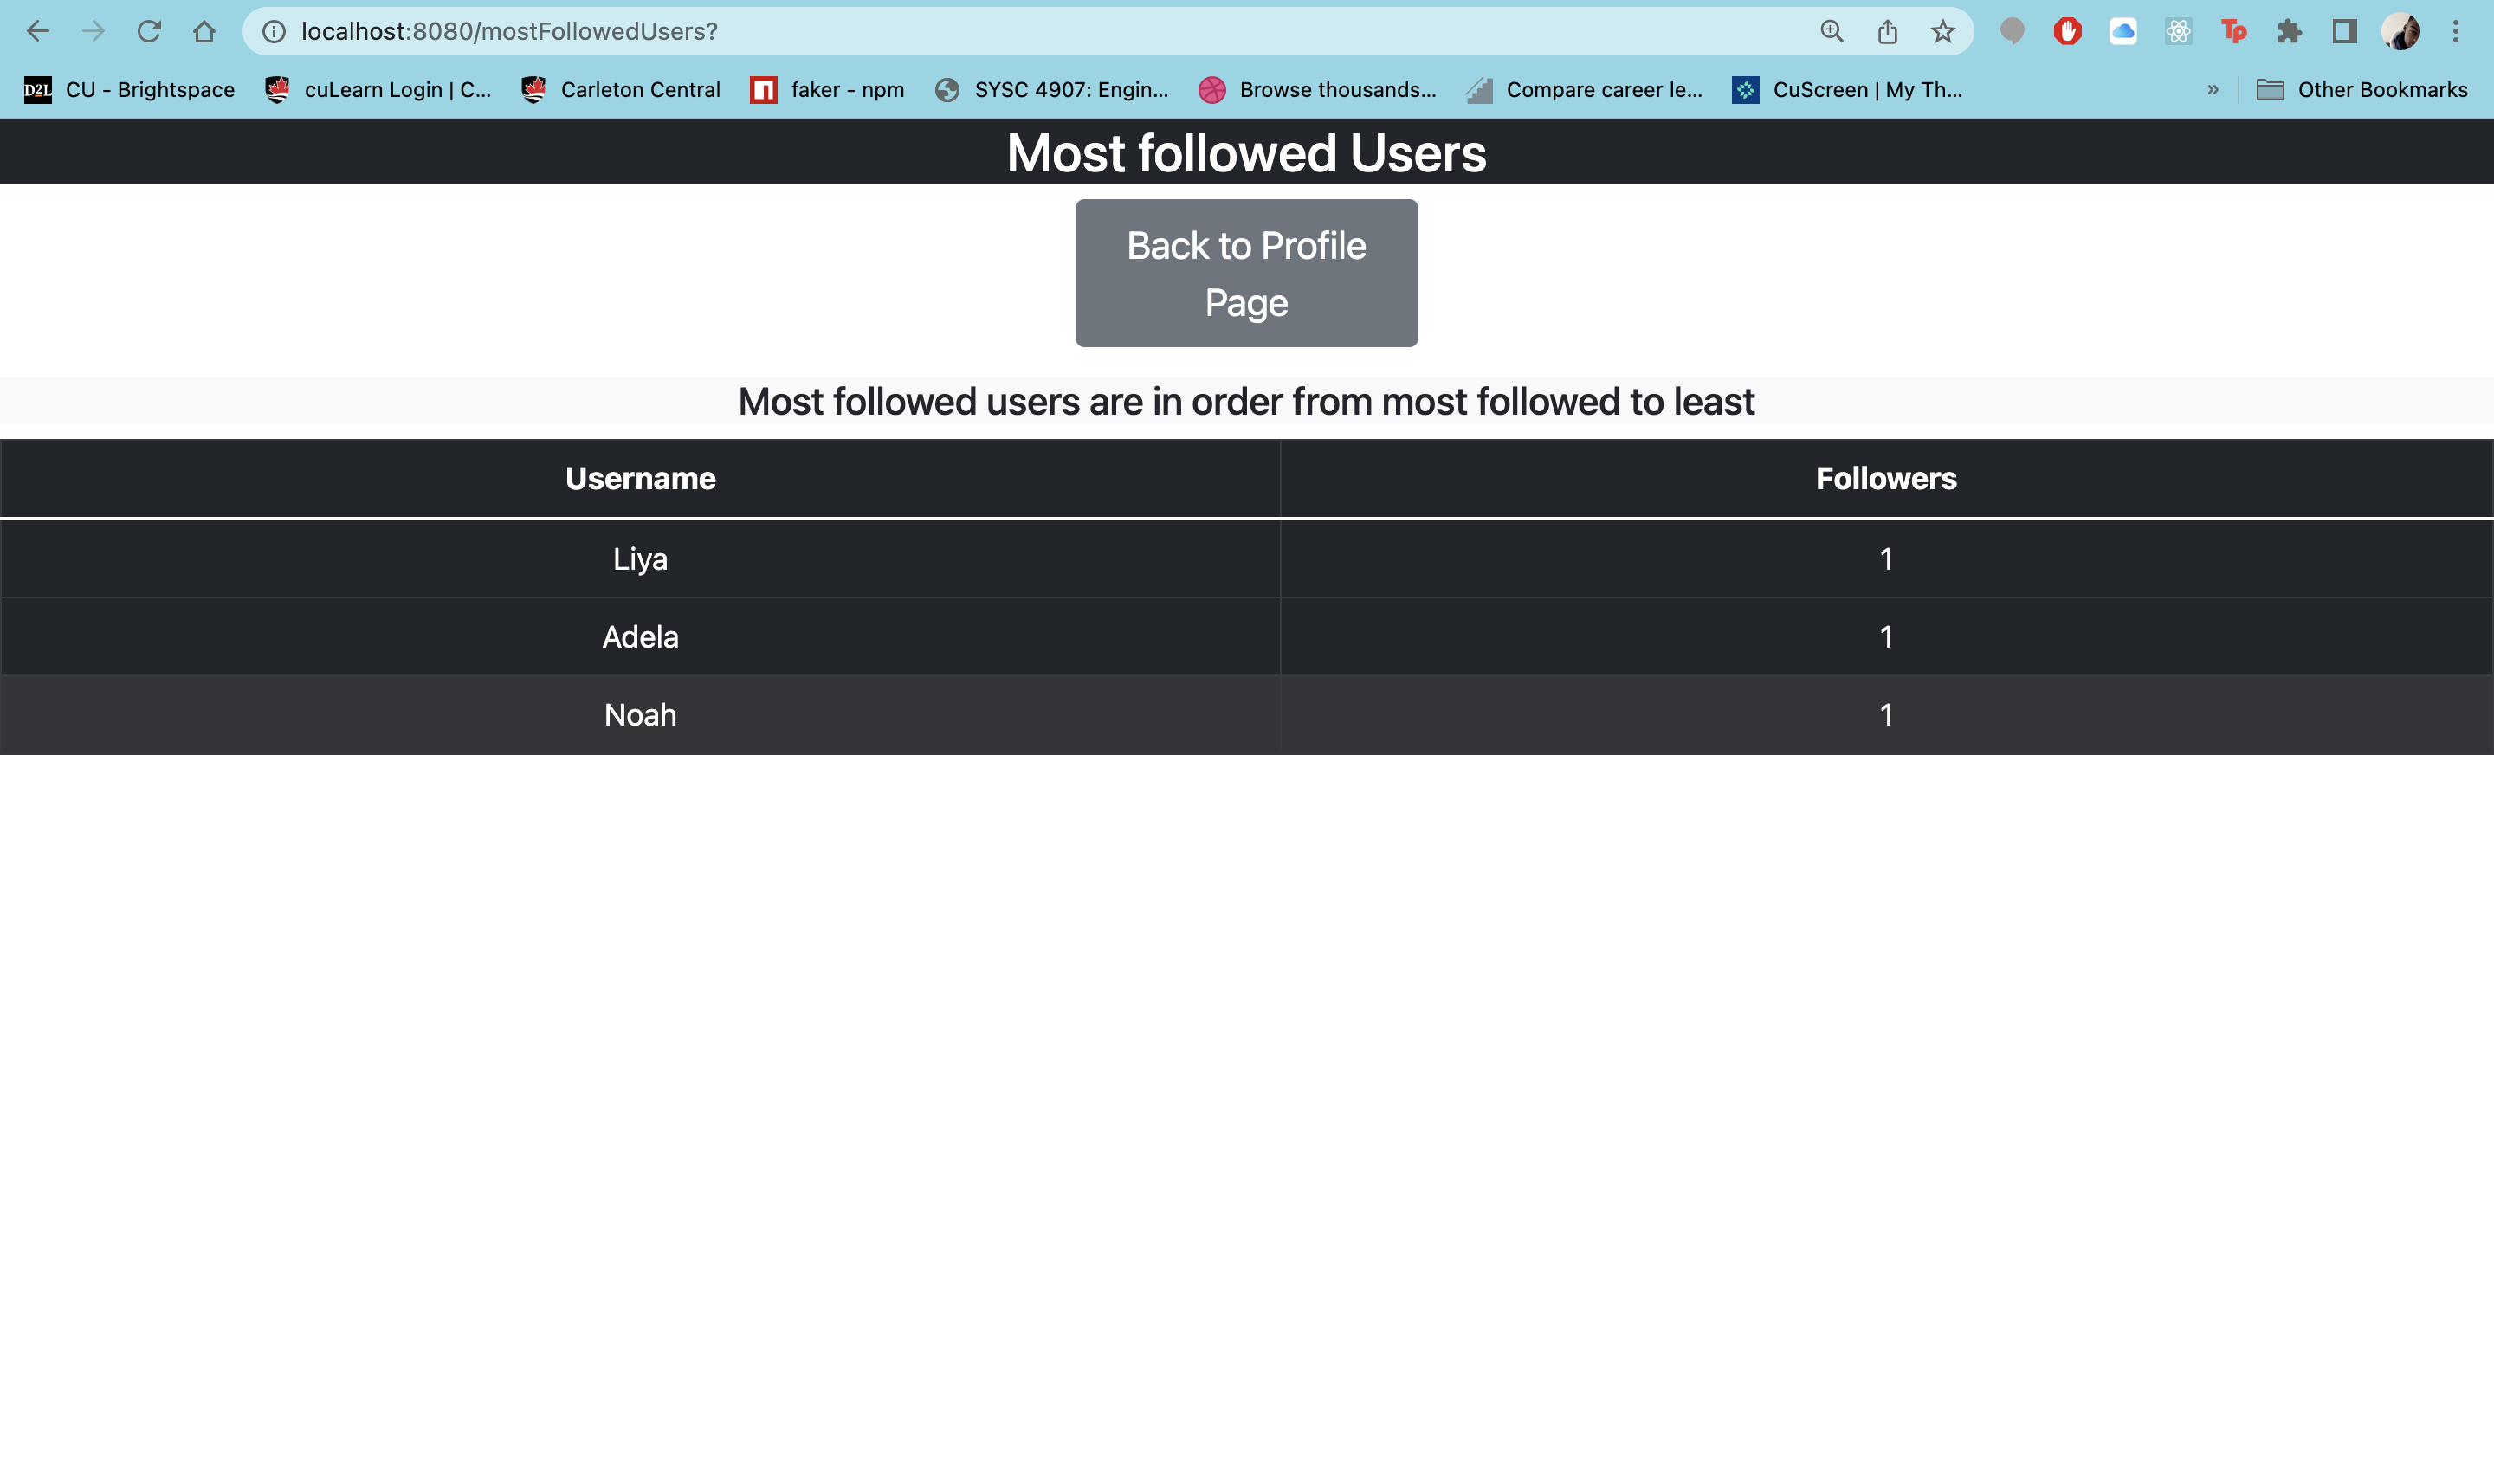 localhost:8080/mostFollowedUsers?
D2L CU - Brightspace cuLearn Login | C... Carleton Central faker - npm SYSC 4907: Engin... Browse thousands... Compare career le... CuScreen | My Th... » Other Bookmarks
Most followed Users
Back to Profile
Page
Most followed users are in order from most followed to least
Username Followers
Liya 1
Adela 1
Noah 1